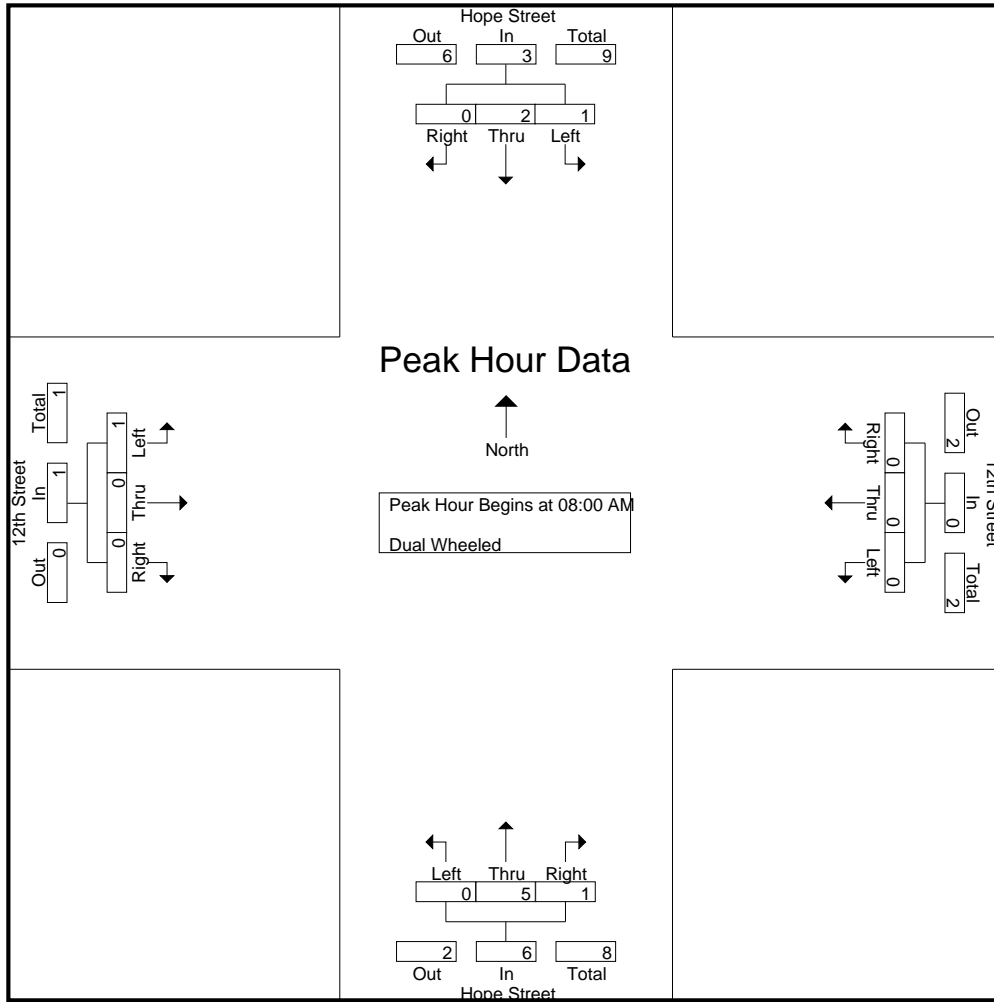 Hope Street
Out In Total
6 3 9
0 2 1
Right Thru Left
Peak Hour Data
North
Peak Hour Begins at 08:00 AM
Dual Wheeled
12th Street
Total In Out
1 1 0
1 0 0
Left Thru Right
Right Thru Left
0 0 0
Out In Total
2 0 2
12th Street
Left Thru Right
0 5 1
2 6 8
Out In Total
Hope Street